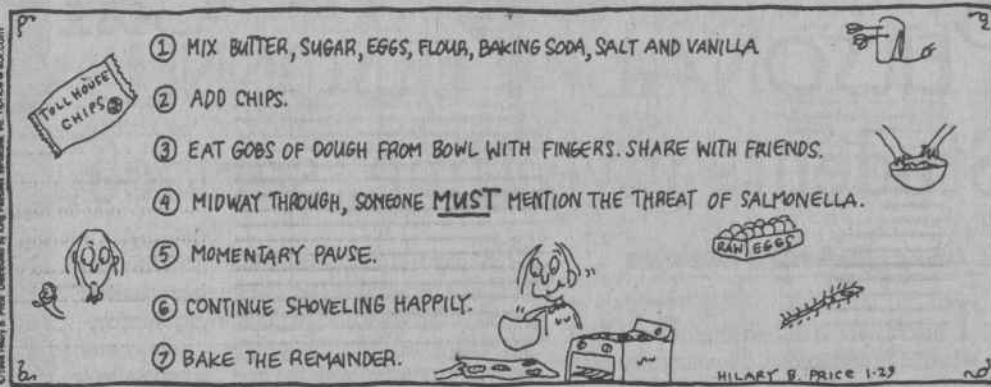 ① MIX BUTTER, SUGAR, EGGS, FLOUR, BAKING SODA, SALT AND VANILLA
TOLL HOUSE
CHIPS
② ADD CHIPS.
③ EAT GOBS OF DOUGH FROM BOWL WITH FINGERS. SHARE WITH FRIENDS.
④ MIDWAY THROUGH, SOMEONE MUST MENTION THE THREAT OF SALMONELLA.
RAW EGGS
⑤ MOMENTARY PAUSE.
⑥ CONTINUE SHOVELING HAPPILY.
⑦ BAKE THE REMAINDER.
HILARY B. PRICE 1-29